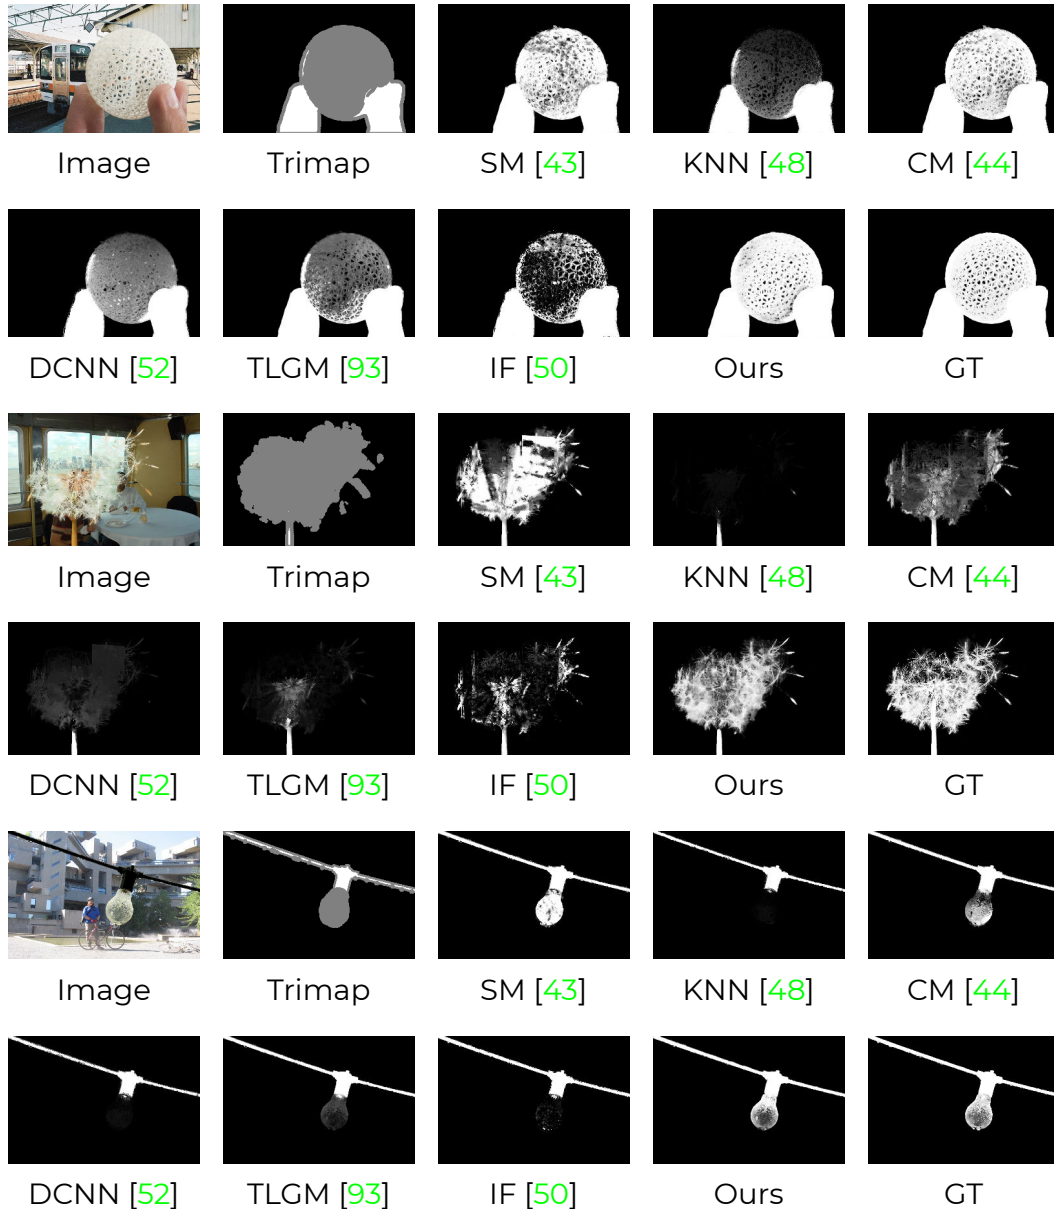 JR
Image Trimap SM [43] KNN [48] CM [44]
DCNN [52] TLGM [93] IF [50] Ours GT
Image Trimap SM [43] KNN [48] CM [44]
DCNN [52] TLGM [93] IF [50] Ours GT
Image Trimap SM [43] KNN [48] CM [44]
DCNN [52] TLGM [93] IF [50] Ours GT